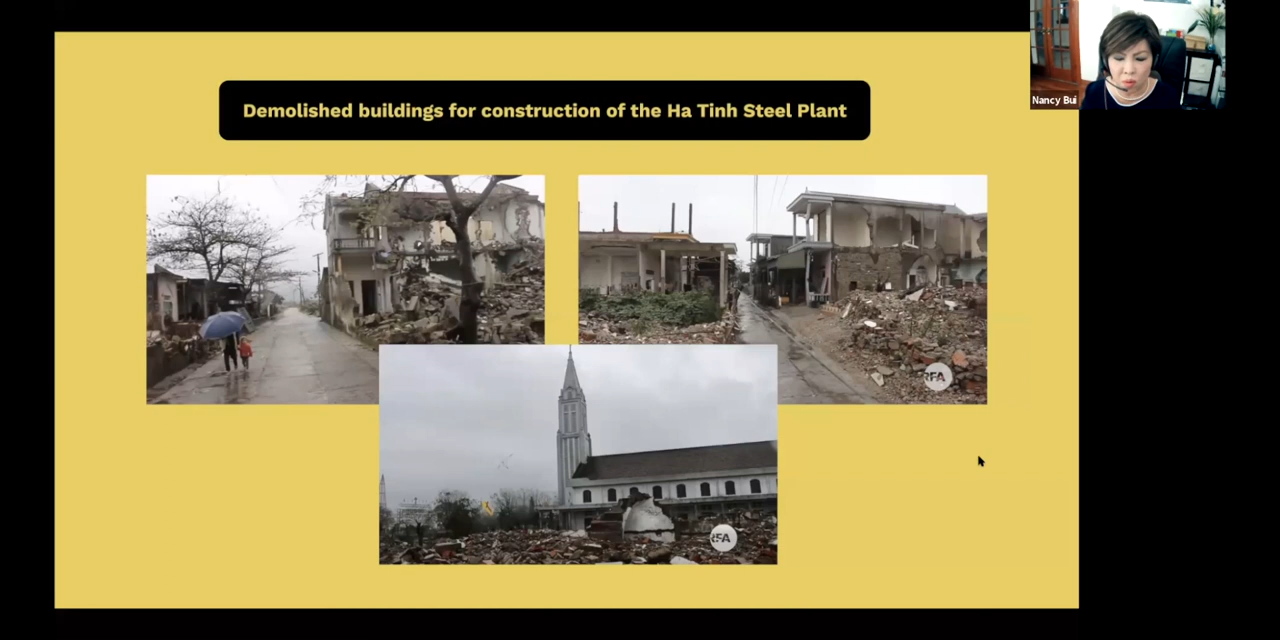 Demolished buildings for construction of the Ha Tinh Steel Plant
Nancy Bui
RFA
RFA